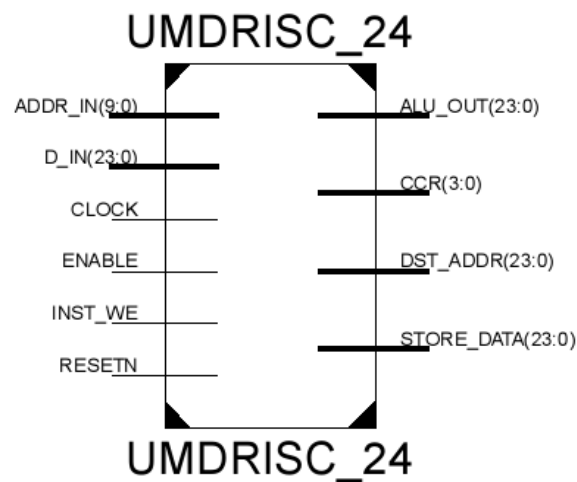 UMDRISC_24
ADDR_IN(9:0)
D_IN(23:0)
CLOCK
ENABLE
INST_WE
RESETN
ALU_OUT(23:0)
CCR(3:0)
DST_ADDR(23:0)
STORE_DATA(23:0)
UMDRISC_24